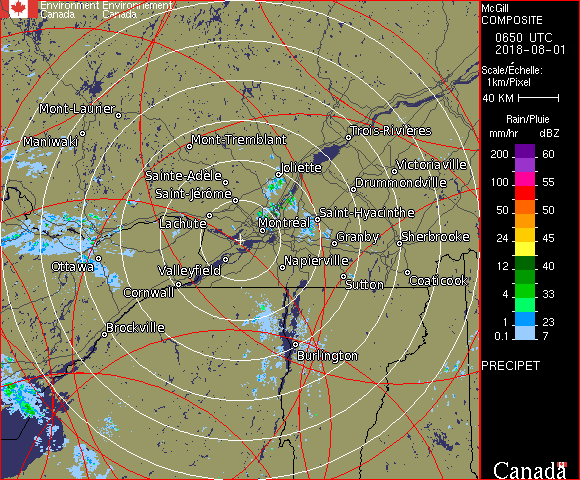 Environment Environnement
Canada Canada
McGill
COMPOSITE
0650 UTC
2018-08-01
Scale/Échelle:
1km/Pixel
40 KM
Rain/Pluie
mm/hr dBZ
200 60
100 55
50 50
24 45
12 40
4 33
1 23
0.1 7
PRECIPET
Canada
Mont-Laurier
Maniwaki
Mont-Tremblant
Trois-Rivières
Joliette
Victoriaville
Sainte-Adèle
Drummondville
Saint-Jérôme
Saint-Hyacinthe
Lachute
Montréal
Granby
Sherbrooke
Ottawa
Valleyfield
Napierville
Cornwall
Sutton
Coaticook
Brockville
Burlington